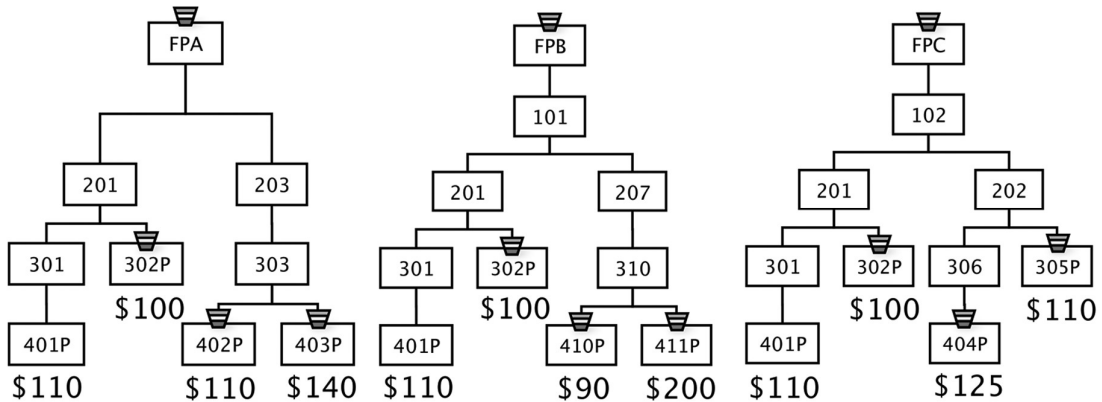 FPA FPB FPC
101 102
201 203 201 207 201 202
301 302P 303 301 302P 310 301 302P 306 305P
$100 $100 $100 $110
401P 402P 403P 401P 410P 411P 401P 404P
$110 $110 $140 $110 $90 $200 $110 $125